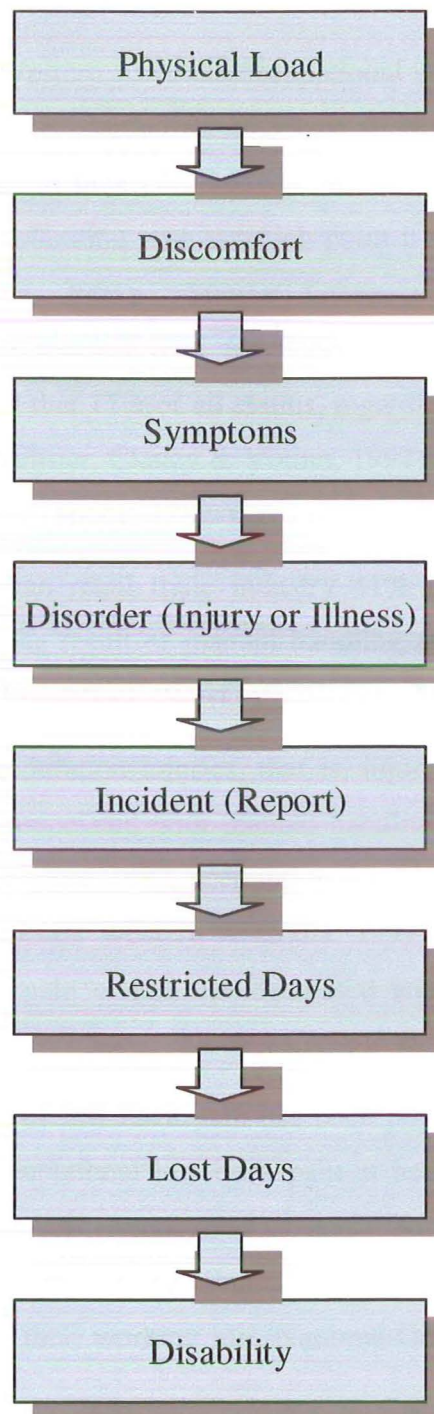 Physical Load
Discomfort
Symptoms
Disorder (Injury or Illness)
Incident (Report)
Restricted Days
Lost Days
Disability